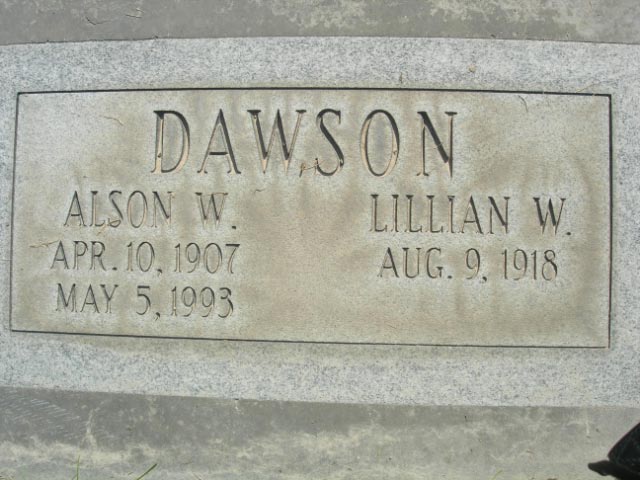 DAWSON
ALSON W.
APR. 10, 1907
MAY 5, 1993
LILLIAN W.
AUG. 9, 1918